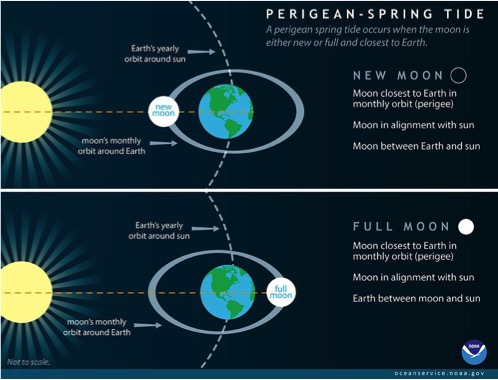 PERIGEAN-SPRING TIDE
A perigean spring tide occurs when the moon is
either new or full and closest to Earth.
Earth's yearly
orbit around sun
NEW MOON
Moon closest to Earth in
monthly orbit (perigee)
Moon in alignment with sun
Moon between Earth and sun
new
moon
moon's monthly
orbit around Earth
Earth's yearly
orbit around sun
FULL MOON
Moon closest to Earth in
monthly orbit (perigee)
Moon in alignment with sun
Earth between moon and sun
full
moon
moon's monthly
orbit around Earth
Not to scale.
NOAA
oceanservice.noaa.gov